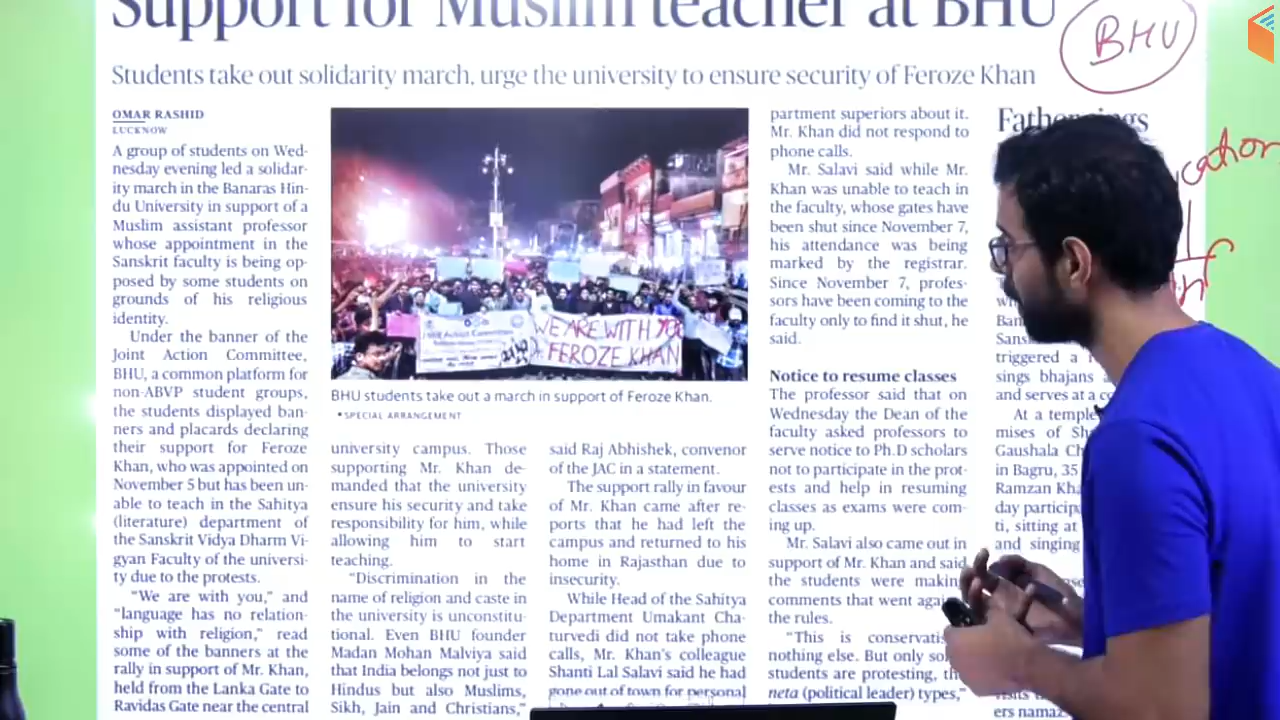 Support for Muslim teacher at BHU
BHU
Students take out solidarity march, urge the university to ensure security of Feroze Khan
OMAR RASHID
LUCKNOW
A group of students on Wed-
nesday evening led a solidar-
ity march in the Banaras Hin-
du University in support of a
Muslim assistant professor
whose appointment in the
Sanskrit faculty is being op-
posed by some students on
grounds of his religious
identity.
Under the banner of the
Joint Action Committee,
BHU, a common platform for
non-ABVP student groups,
the students displayed ban-
ners and placards declaring
their support for Feroze
Khan, who was appointed on
November 5 but has been un-
able to teach in the Sahitya
(literature) department of
the Sanskrit Vidya Dharm Vi-
gyan Faculty of the universi-
ty due to the protests.
"We are with you," and
"language has no relation-
ship with religion," read
some of the banners at the
rally in support of Mr. Khan,
held from the Lanka Gate to
Ravidas Gate near the central
Joint Action Committee
WE ARE WITH YOU
Dr. FEROZE KHAN
BHU students take out a march in support of Feroze Khan.
•SPECIAL ARRANGEMENT
university campus. Those
supporting Mr. Khan de-
manded that the university
ensure his security and take
responsibility for him, while
allowing him to start
teaching.
"Discrimination in the
name of religion and caste in
the university is unconstitu-
tional. Even BHU founder
Madan Mohan Malviya said
that India belongs not just to
Hindus but also Muslims,
Sikh, Jain and Christians,"
said Raj Abhishek, convenor
of the JAC in a statement.
The support rally in favour
of Mr. Khan came after re-
ports that he had left the
campus and returned to his
home in Rajasthan due to
insecurity.
While Head of the Sahitya
Department Umakant Cha-
turvedi did not take phone
calls, Mr. Khan's colleague
Shanti Lal Salavi said he had
gone out of town for personal
partment superiors about it.
Mr. Khan did not respond to
phone calls.
Mr. Salavi said while Mr.
Khan was unable to teach in
the faculty, whose gates have
been shut since November 7,
his attendance was being
marked by the registrar.
Since November 7, profes-
sors have been coming to the
faculty only to find it shut, he
said.
Notice to resume classes
The professor said that on
Wednesday the Dean of the
faculty asked professors to
serve notice to Ph.D scholars
not to participate in the prot-
ests and help in resuming
classes as exams were com-
ing up.
Mr. Salavi also came out in
support of Mr. Khan and said
the students were makin
comments that went agai
the rules.
"This is conservati
nothing else. But only so
students are protesting, th
neta (political leader) types,"
Father sings
Ban
Sans
triggered a
sings bhajans
and serves at a c
At a temple
mises of Sh
Gaushala Ch
in Bagru, 35
Ramzan Kh
day particip
ti, sitting at
and singing
visits
ers namaz
cation